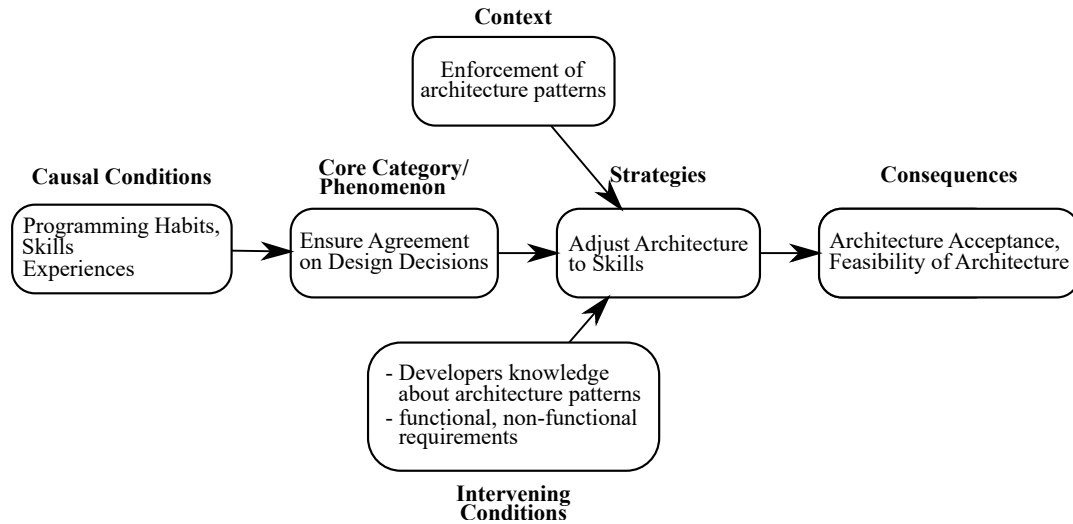 Context
Enforcement of
architecture patterns
Causal Conditions
Programming Habits,
Skills
Experiences
Core Category/
Phenomenon
Ensure Agreement
on Design Decisions
Strategies
Adjust Architecture
to Skills
Consequences
Architecture Acceptance,
Feasibility of Architecture
- Developers knowledge
about architecture patterns
- functional, non-functional
requirements
Intervening
Conditions